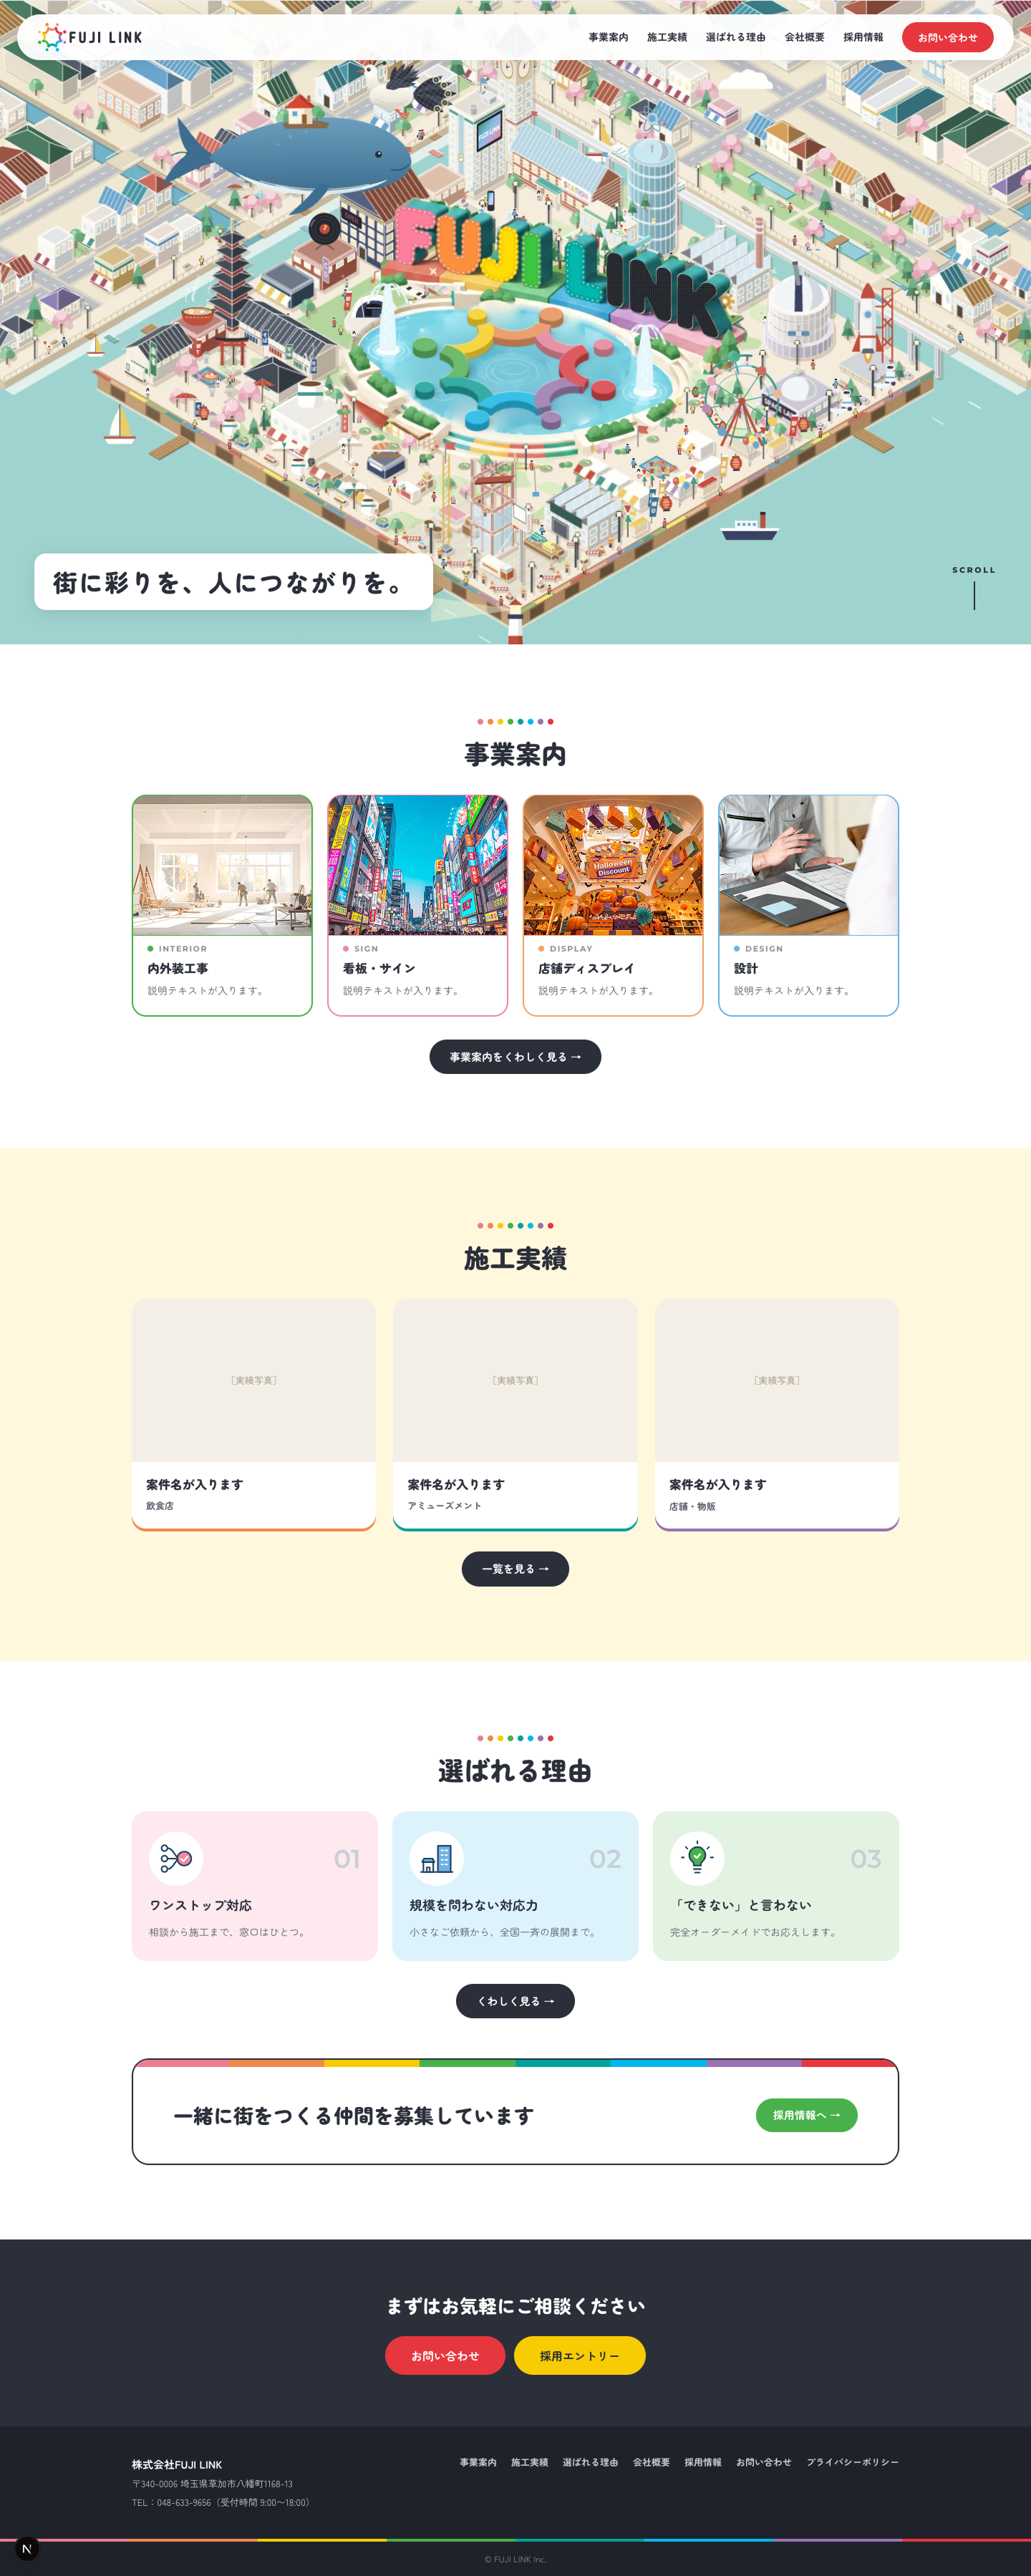 FUJI LINK
事業案内
施工実績
選ばれる理由
会社概要
採用情報
お問い合わせ
FUJI LINK
街に彩りを、人につながりを。
SCROLL
事業案内
Halloween
Discount
INTERIOR
内外装工事
説明テキストが入ります。
SIGN
看板・サイン
説明テキストが入ります。
DISPLAY
店舗ディスプレイ
説明テキストが入ります。
DESIGN
設計
説明テキストが入ります。
事業案内をくわしく見る →
施工実績
[実績写真]
案件名が入ります
飲食店
[実績写真]
案件名が入ります
アミューズメント
[実績写真]
案件名が入ります
店舗・物販
一覧を見る →
選ばれる理由
01
ワンストップ対応
相談から施工まで、窓口はひとつ。
02
規模を問わない対応力
小さなご依頼から、全国一斉の展開まで。
03
「できない」と言わない
完全オーダーメイドでお応えします。
くわしく見る →
一緒に街をつくる仲間を募集しています
採用情報へ →
まずはお気軽にご相談ください
お問い合わせ
採用エントリー
株式会社FUJI LINK
〒340-0006 埼玉県草加市八幡町1168-13
TEL：048-633-9656（受付時間 9:00〜18:00）
事業案内
施工実績
選ばれる理由
会社概要
採用情報
お問い合わせ
プライバシーポリシー
N
© FUJI LINK Inc.